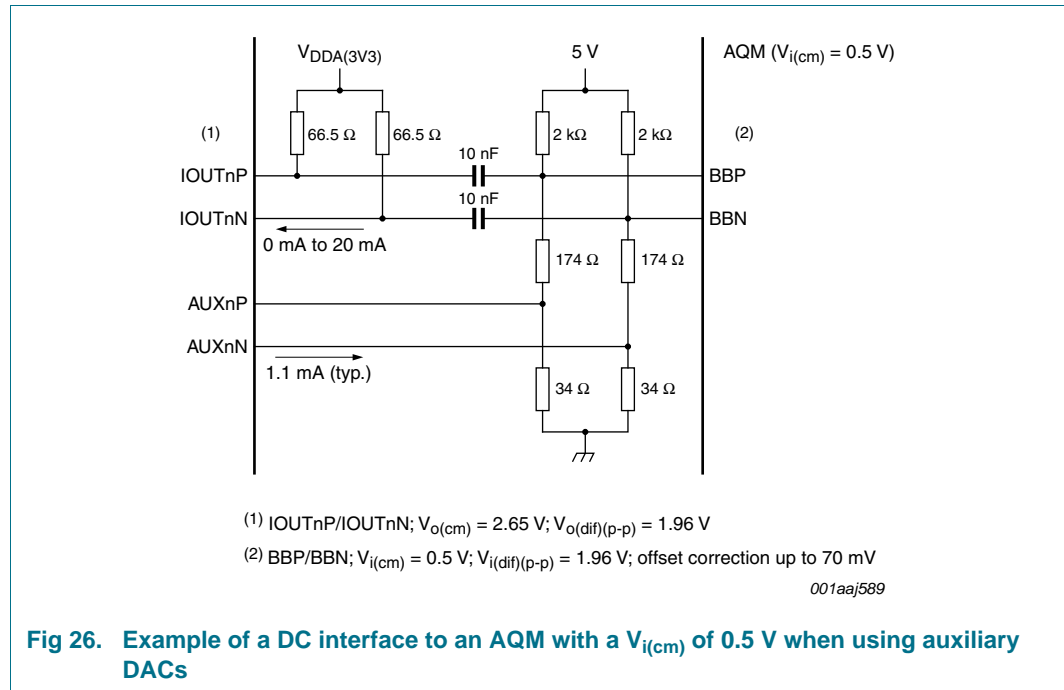 V_DDA(3V3) 5 V AQM (V_i(cm) = 0.5 V)
(1) 66.5 Ω 66.5 Ω 2 kΩ 2 kΩ (2)
10 nF
IOUTnP BBP
10 nF
IOUTnN BBN
0 mA to 20 mA
174 Ω 174 Ω
AUXnP
AUXnN
1.1 mA (typ.)
34 Ω 34 Ω
(1) IOUTnP/IOUTnN; V_o(cm) = 2.65 V; V_o(dif)(p-p) = 1.96 V
(2) BBP/BBN; V_i(cm) = 0.5 V; V_i(dif)(p-p) = 1.96 V; offset correction up to 70 mV
001aaj589
Fig 26. Example of a DC interface to an AQM with a V_i(cm) of 0.5 V when using auxiliary
DACs